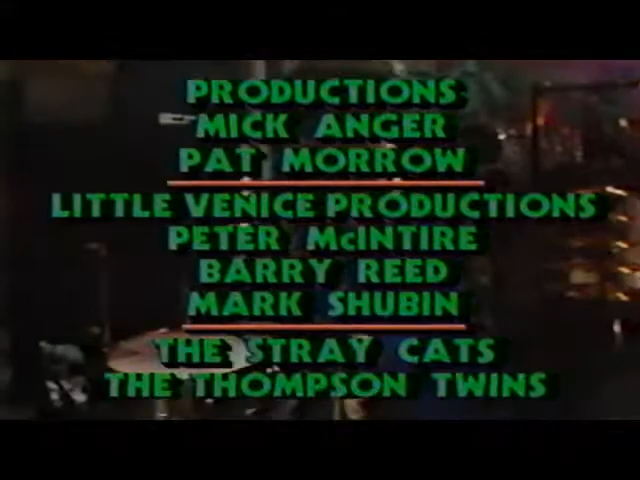 PRODUCTIONS
MICK ANGER
PAT MORROW
LITTLE VENICE PRODUCTIONS
PETER McINTIRE
BARRY REED
MARK SHUBIN
THE STRAY CATS
THE THOMPSON TWINS